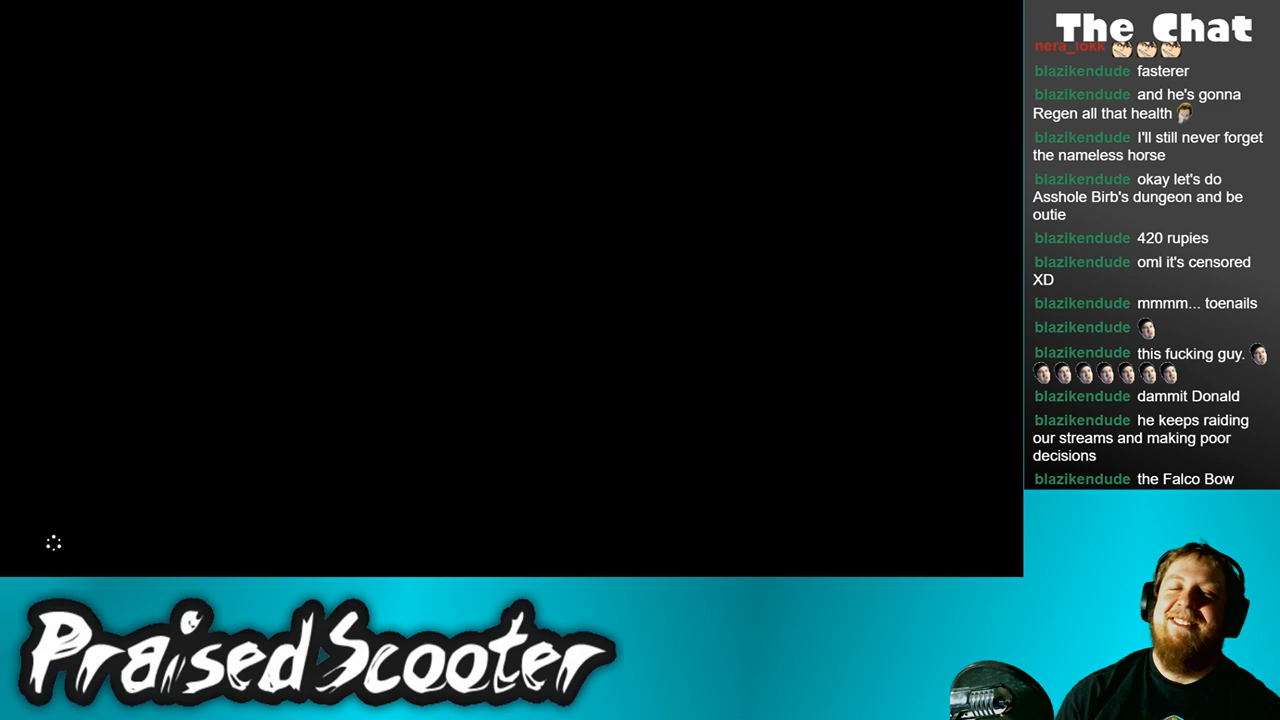 The Chat
nera_lokk
blazikendude fasterer
blazikendude and he's gonna
Regen all that health
blazikendude I'll still never forget
the nameless horse
blazikendude okay let's do
Asshole Birb's dungeon and be
outie
blazikendude 420 rupies
blazikendude oml it's censored
XD
blazikendude mmmm... toenails
blazikendude
blazikendude this fucking guy.
blazikendude dammit Donald
blazikendude he keeps raiding
our streams and making poor
decisions
blazikendude the Falco Bow
PraisedScooter